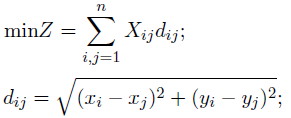 minZ = \sum_{i,j=1}^{n} X_{ij}d_{ij};
d_{ij} = \sqrt{(x_i - x_j)^2 + (y_i - y_j)^2};